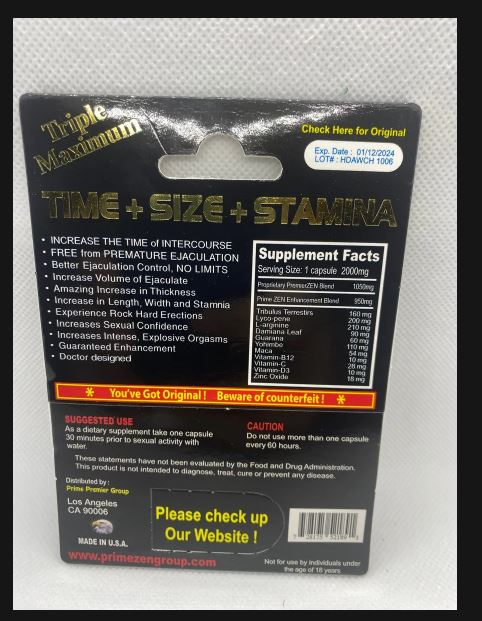 Triple
Maximum
Check Here for Original
Exp. Date : 01/12/2024
LOT# : HDAWCH 1006
TIME + SIZE + STAMINA
• INCREASE THE TIME of INTERCOURSE
• FREE from PREMATURE EJACULATION
• Better Ejaculation Control, NO LIMITS
• Increase Volume of Ejaculate
• Amazing Increase in Thickness
• Increase in Length, Width and Stamnia
• Experience Rock Hard Erections
• Increases Sexual Confidence
• Increases Intense, Explosive Orgasms
• Guaranteed Enhancement
• Doctor designed
Supplement Facts
Serving Size: 1 capsule 2000mg
Proprietary PremierZEN Blend 1050mg
Prime ZEN Enhancement Blend 950mg
Tribulus Terrestirs 160 mg
Lyco-pene 200 mg
L-arginine 210 mg
Damiana Leaf 90 mg
Guarana 60 mg
Yohimbe 110 mg
Maca 54 mg
Vitamin-B12 10 mg
Vitamin-C 28 mg
Vitamin-D3 10 mg
Zinc Oxide 18 mg
* You've Got Original ! Beware of counterfeit ! *
SUGGESTED USE
As a dietary supplement take one capsule
30 minutes prior to sexual activity with
water.
CAUTION
Do not use more than one capsule
every 60 hours.
These statements have not been evaluated by the Food and Drug Administration.
This product is not intended to diagnose, treat, cure or prevent any disease.
Distributed by :
Prime Premier Group
Los Angeles
CA 90006
MADE IN U.S.A.
www.primezengroup.com
Please check up
Our Website !
Not for use by individuals under
the age of 18 years.